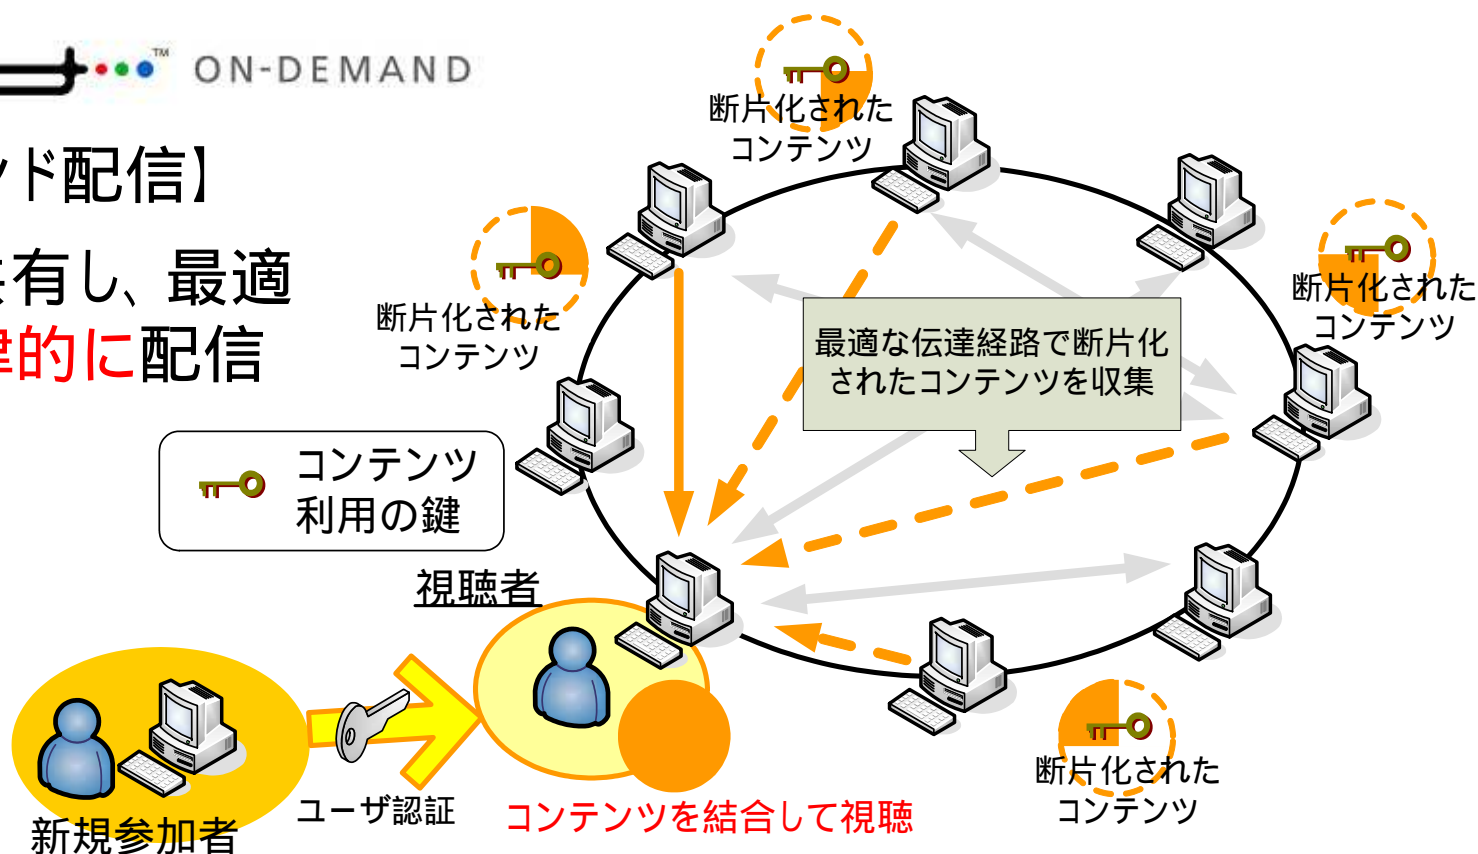 ON-DEMAND
TM
ンド配信】
共有し、最適
律的に配信
断片化された
コンテンツ
断片化された
コンテンツ
断片化された
コンテンツ
最適な伝達経路で断片化
されたコンテンツを収集
コンテンツ
利用の鍵
視聴者
断片化された
コンテンツ
ユーザ認証
コンテンツを結合して視聴
新規参加者